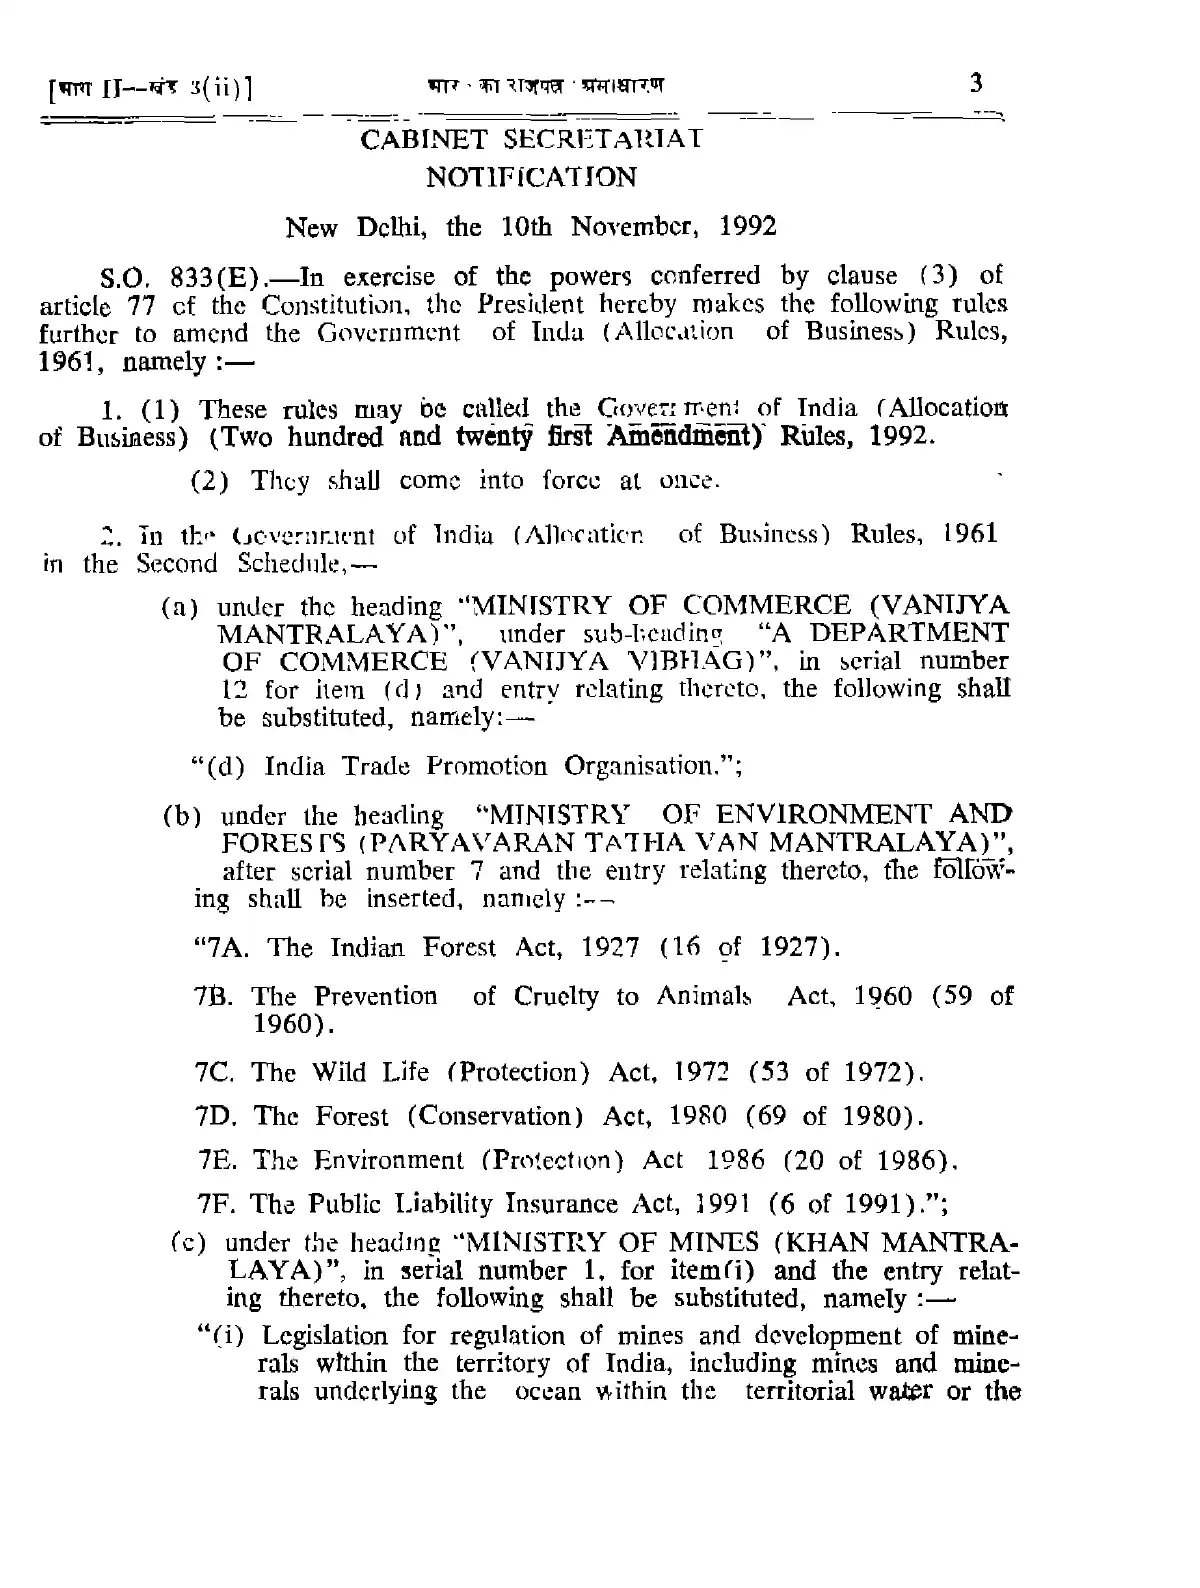 [भाग II--खंड 3(ii)] का राजपत्र असाधारण 3
CABINET SECRETARIAT
NOTIFICATION
New Delhi, the 10th November, 1992
S.O. 833(E).—In exercise of the powers conferred by clause (3) of
article 77 of the Constitution, the President hereby makes the following rules
further to amend the Government of India (Allocation of Business) Rules,
1961, namely :—
1. (1) These rules may be called the Government of India (Allocation
of Business) (Two hundred and twenty first Amendment) Rules, 1992.
(2) They shall come into force at once.
2. In the Government of India (Allocation of Business) Rules, 1961
in the Second Schedule,—
(a) under the heading "MINISTRY OF COMMERCE (VANIJYA
MANTRALAYA)", under sub-heading "A DEPARTMENT
OF COMMERCE (VANIJYA VIBHAG)", in serial number
12 for item (d) and entry relating thereto, the following shall
be substituted, namely:—
"(d) India Trade Promotion Organisation.";
(b) under the heading "MINISTRY OF ENVIRONMENT AND
FORESTS (PARYAVARAN TATHA VAN MANTRALAYA)",
after serial number 7 and the entry relating thereto, the follow-
ing shall be inserted, namely :--
"7A. The Indian Forest Act, 1927 (16 of 1927).
7B. The Prevention of Cruelty to Animals Act, 1960 (59 of
1960).
7C. The Wild Life (Protection) Act, 1972 (53 of 1972).
7D. The Forest (Conservation) Act, 1980 (69 of 1980).
7E. The Environment (Protection) Act 1986 (20 of 1986).
7F. The Public Liability Insurance Act, 1991 (6 of 1991).";
(c) under the heading "MINISTRY OF MINES (KHAN MANTRA-
LAYA)", in serial number 1, for item(i) and the entry relat-
ing thereto, the following shall be substituted, namely :—
"(i) Legislation for regulation of mines and development of mine-
rals within the territory of India, including mines and mine-
rals underlying the ocean within the territorial water or the